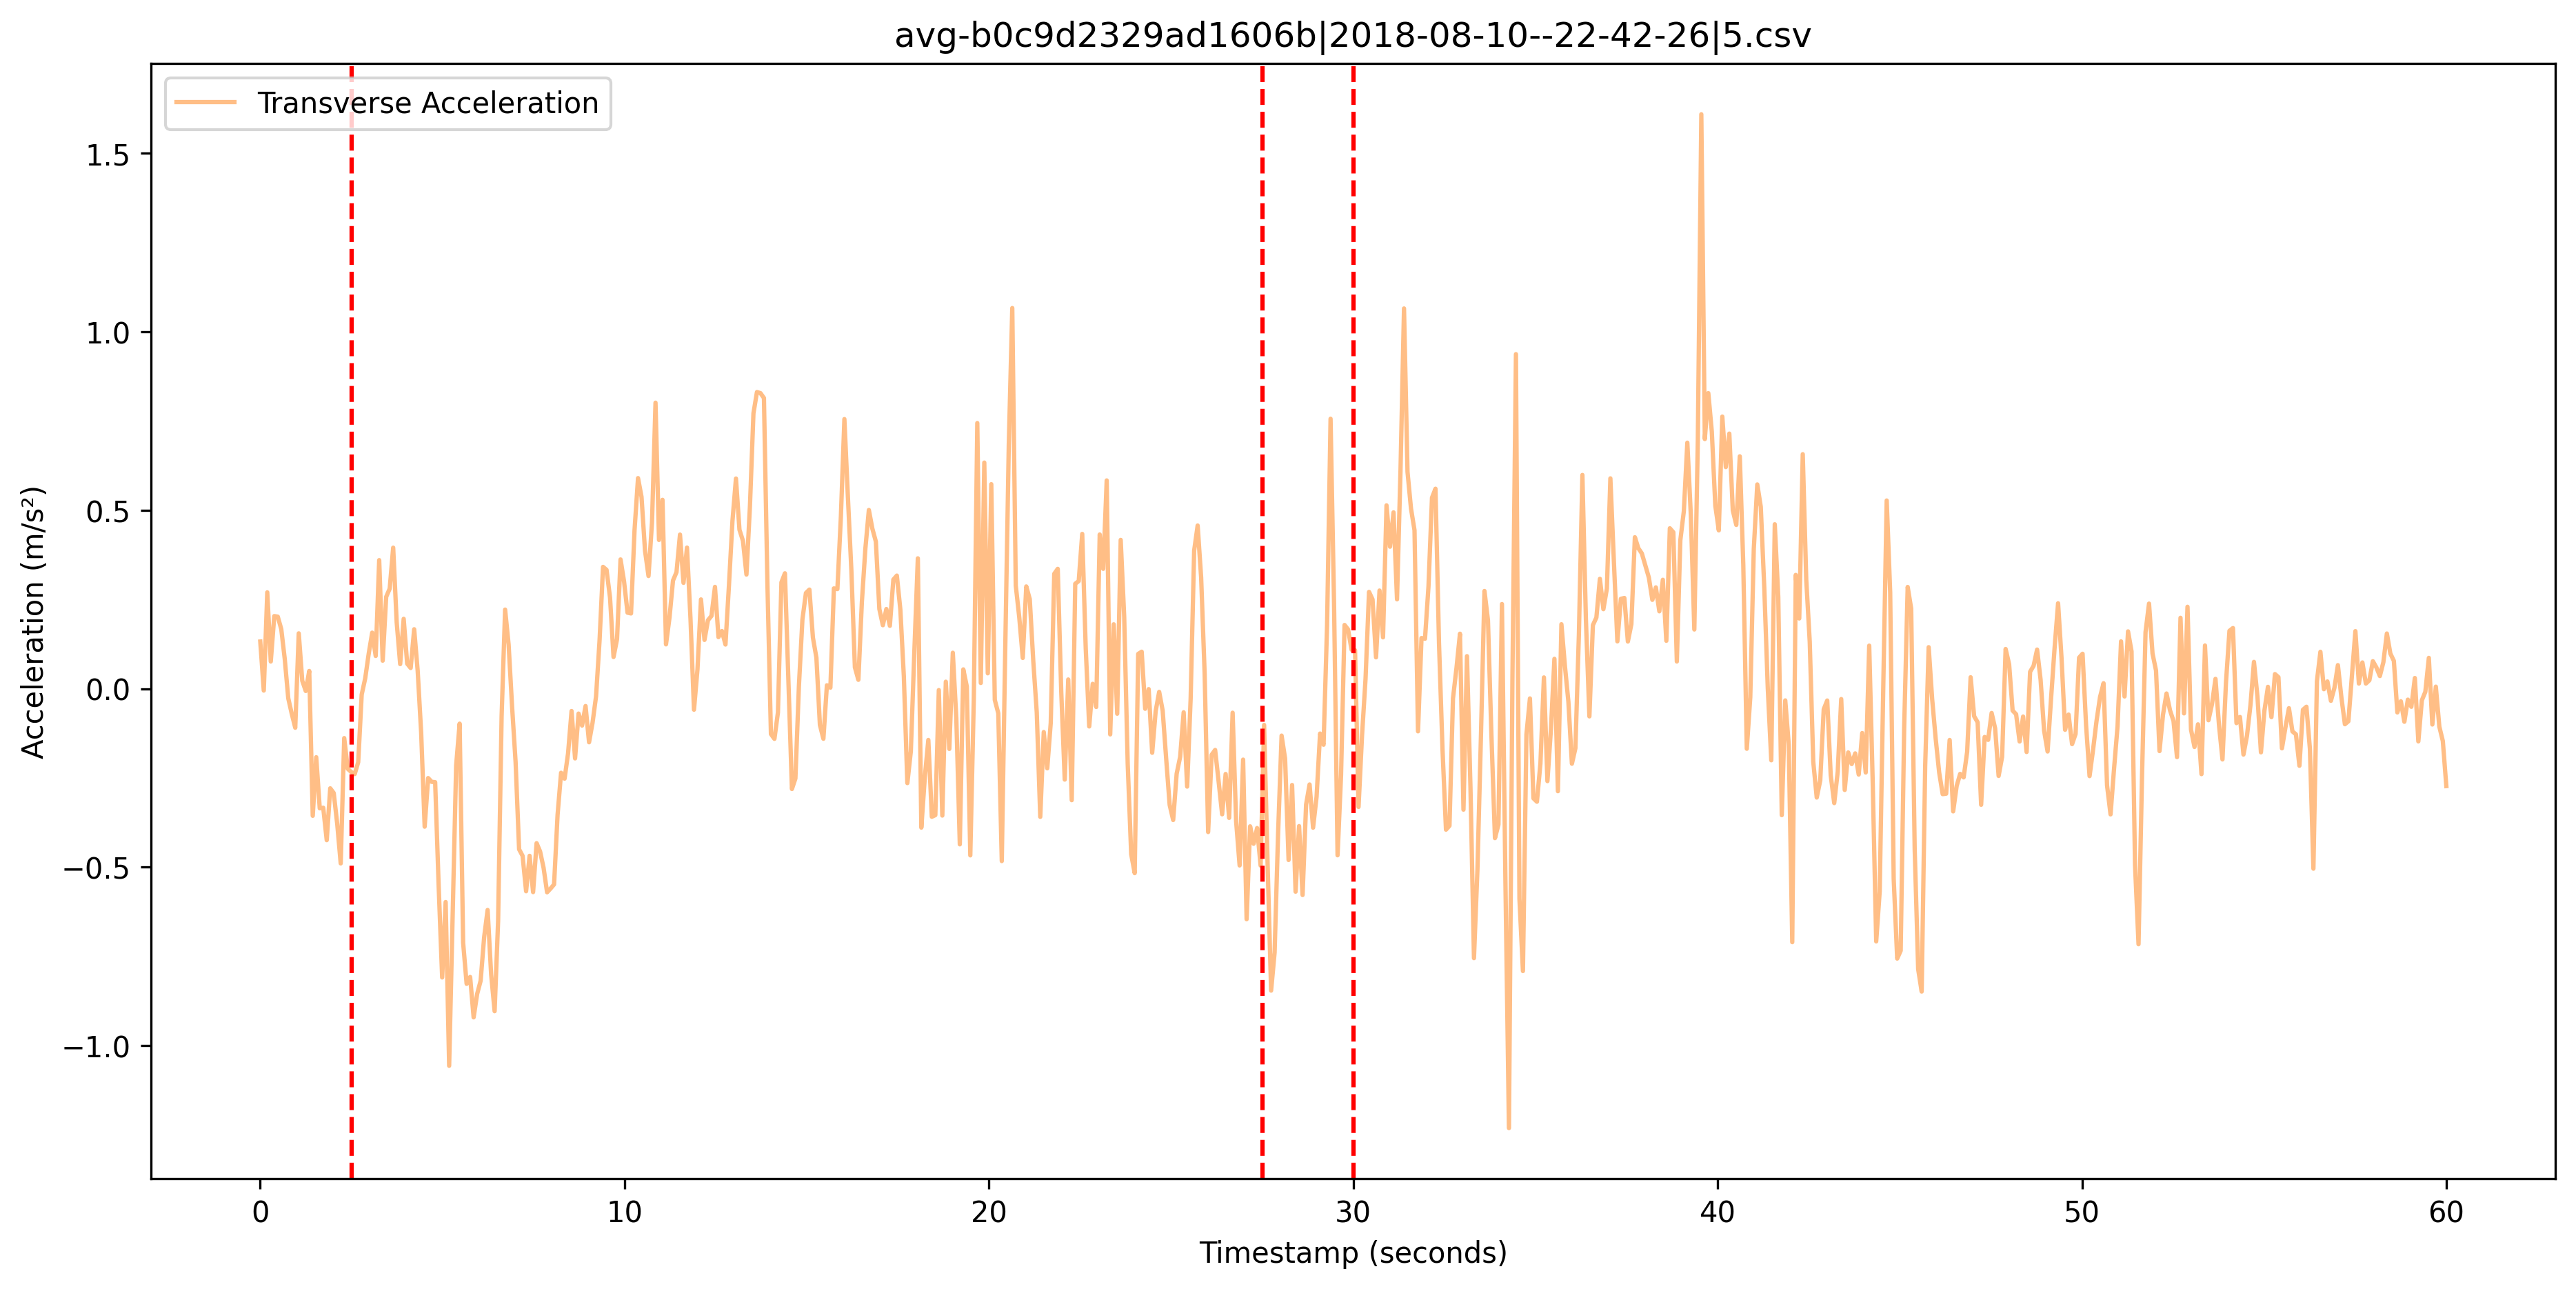 avg-b0c9d2329ad1606b|2018-08-10--22-42-26|5.csv
Transverse Acceleration
1.5
1.0
0.5
0.0
−0.5
−1.0
Acceleration (m/s²)
0 10 20 30 40 50 60
Timestamp (seconds)